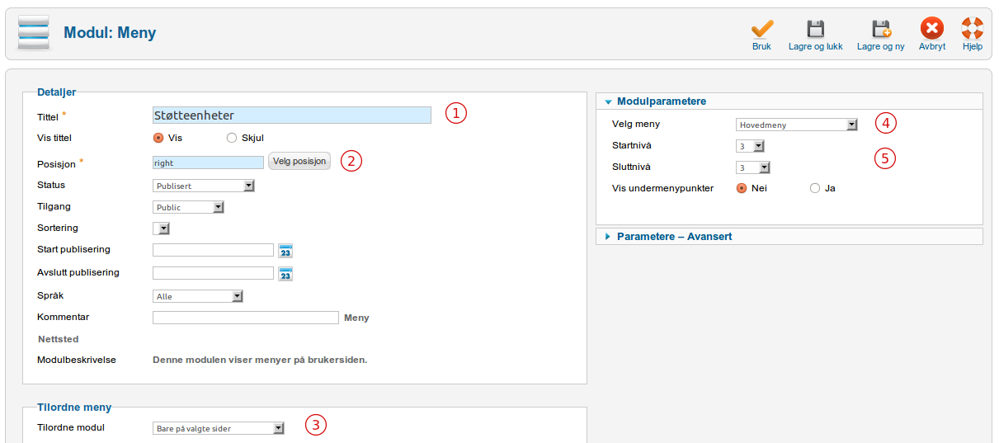 Modul: Meny
Bruk
Lagre og lukk
Lagre og ny
Avbryt
Hjelp
Detaljer
Tittel *
Støtteenheter
1
Vis tittel
Vis
Skjul
Posisjon *
right
Velg posisjon
2
Status
Publisert
Tilgang
Public
Sortering
Start publisering
23
Avslutt publisering
23
Språk
Alle
Kommentar
Meny
Nettsted
Modulbeskrivelse
Denne modulen viser menyer på brukersiden.
Tilordne meny
Tilordne modul
Bare på valgte sider
3
Modulparametere
Velg meny
Hovedmeny
4
Startnivå
3
5
Sluttnivå
3
Vis undermenypunkter
Nei
Ja
Parametere – Avansert